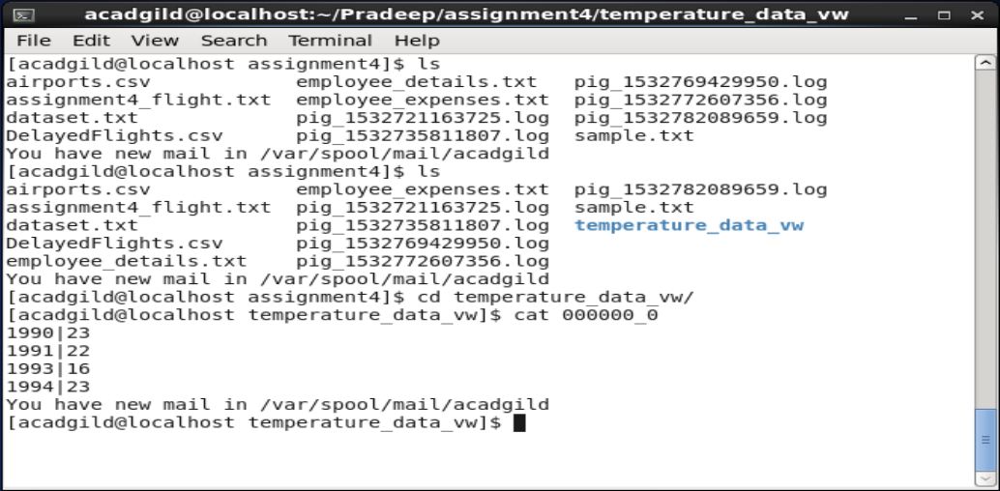 acadgild@localhost:~/Pradeep/assignment4/temperature_data_vw
File Edit View Search Terminal Help
[acadgild@localhost assignment4]$ ls
airports.csv employee_details.txt pig_1532769429950.log
assignment4_flight.txt employee_expenses.txt pig_1532772607356.log
dataset.txt pig_1532721163725.log pig_1532782089659.log
DelayedFlights.csv pig_1532735811807.log sample.txt
You have new mail in /var/spool/mail/acadgild
[acadgild@localhost assignment4]$ ls
airports.csv employee_expenses.txt pig_1532782089659.log
assignment4_flight.txt pig_1532721163725.log sample.txt
dataset.txt pig_1532735811807.log temperature_data_vw
DelayedFlights.csv pig_1532769429950.log
employee_details.txt pig_1532772607356.log
You have new mail in /var/spool/mail/acadgild
[acadgild@localhost assignment4]$ cd temperature_data_vw/
[acadgild@localhost temperature_data_vw]$ cat 000000_0
1990|23
1991|22
1993|16
1994|23
You have new mail in /var/spool/mail/acadgild
[acadgild@localhost temperature_data_vw]$